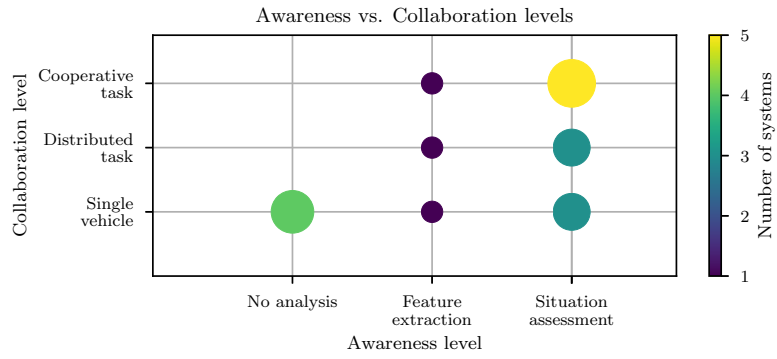 Awareness vs. Collaboration levels
Collaboration level
Cooperative
task
Distributed
task
Single
vehicle
No analysis
Feature
extraction
Situation
assessment
Awareness level
5
4
3
2
1
Number of systems